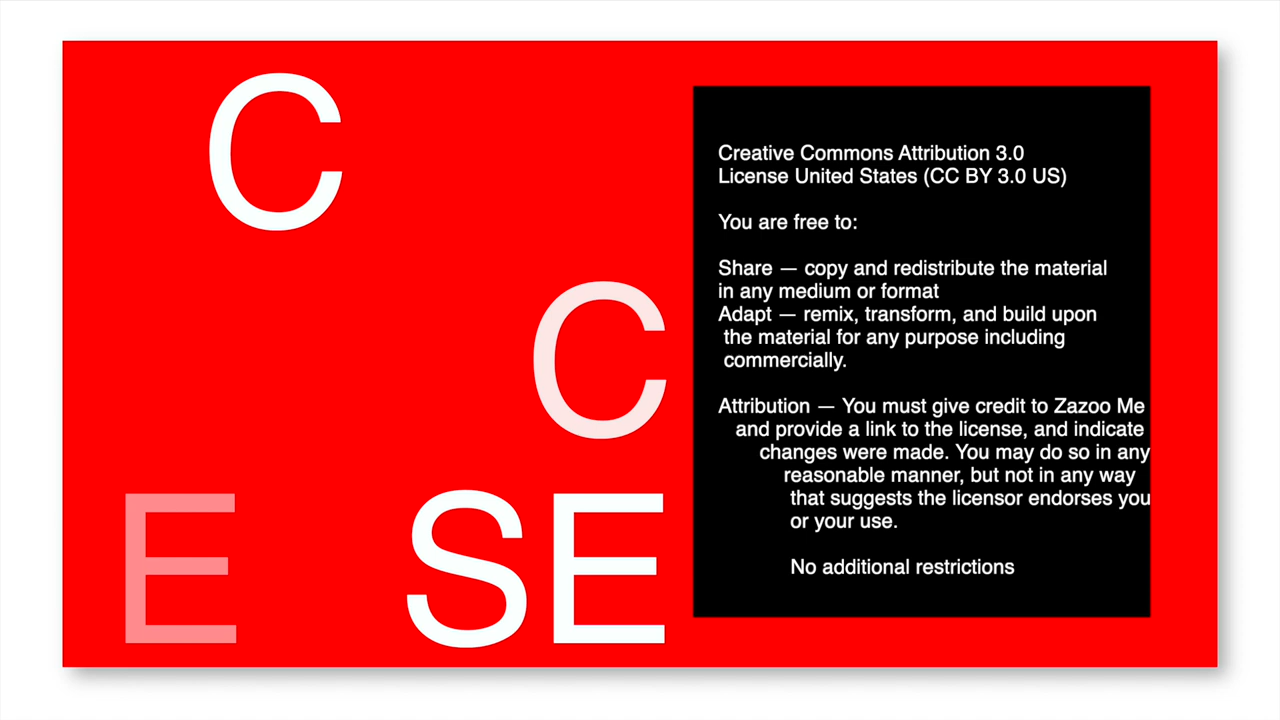 C
C
E SE
Creative Commons Attribution 3.0
License United States (CC BY 3.0 US)
You are free to:
Share — copy and redistribute the material
in any medium or format
Adapt — remix, transform, and build upon
the material for any purpose including
commercially.
Attribution — You must give credit to Zazoo Me
and provide a link to the license, and indicate
changes were made. You may do so in any
reasonable manner, but not in any way
that suggests the licensor endorses you
or your use.
No additional restrictions